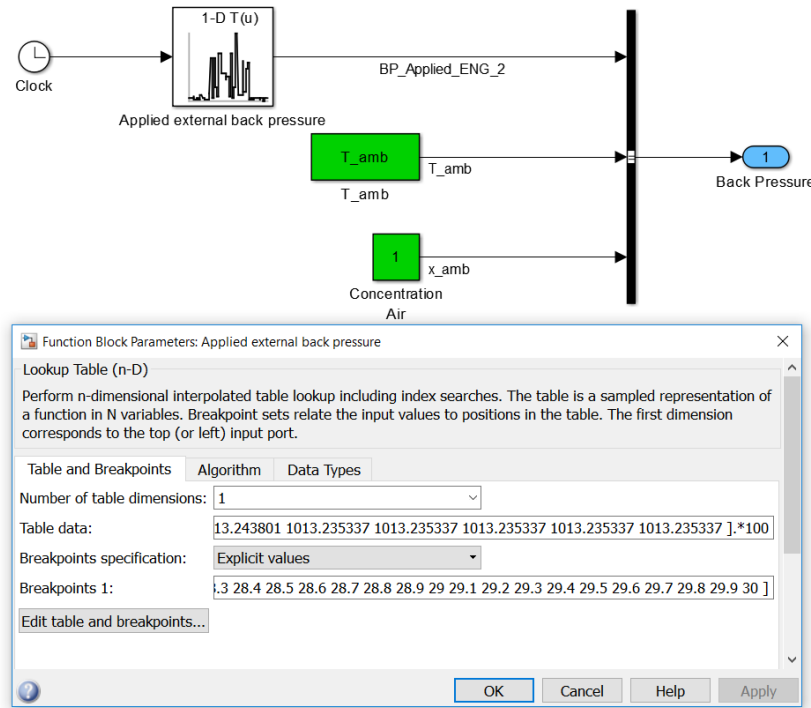 1-D T(u)
BP_Applied_ENG_2
Clock
Applied external back pressure
T_amb
T_amb
T_amb
1
Back Pressure
1
x_amb
Concentration
Air
Function Block Parameters: Applied external back pressure
Lookup Table (n-D)
Perform n-dimensional interpolated table lookup including index searches. The table is a sampled representation of
a function in N variables. Breakpoint sets relate the input values to positions in the table. The first dimension
corresponds to the top (or left) input port.
Table and Breakpoints Algorithm Data Types
Number of table dimensions: 1
Table data: 13.243801 1013.235337 1013.235337 1013.235337 1013.235337 1013.235337 ].*100
Breakpoints specification: Explicit values
Breakpoints 1: .3 28.4 28.5 28.6 28.7 28.8 28.9 29 29.1 29.2 29.3 29.4 29.5 29.6 29.7 29.8 29.9 30 ]
Edit table and breakpoints...
OK Cancel Help Apply